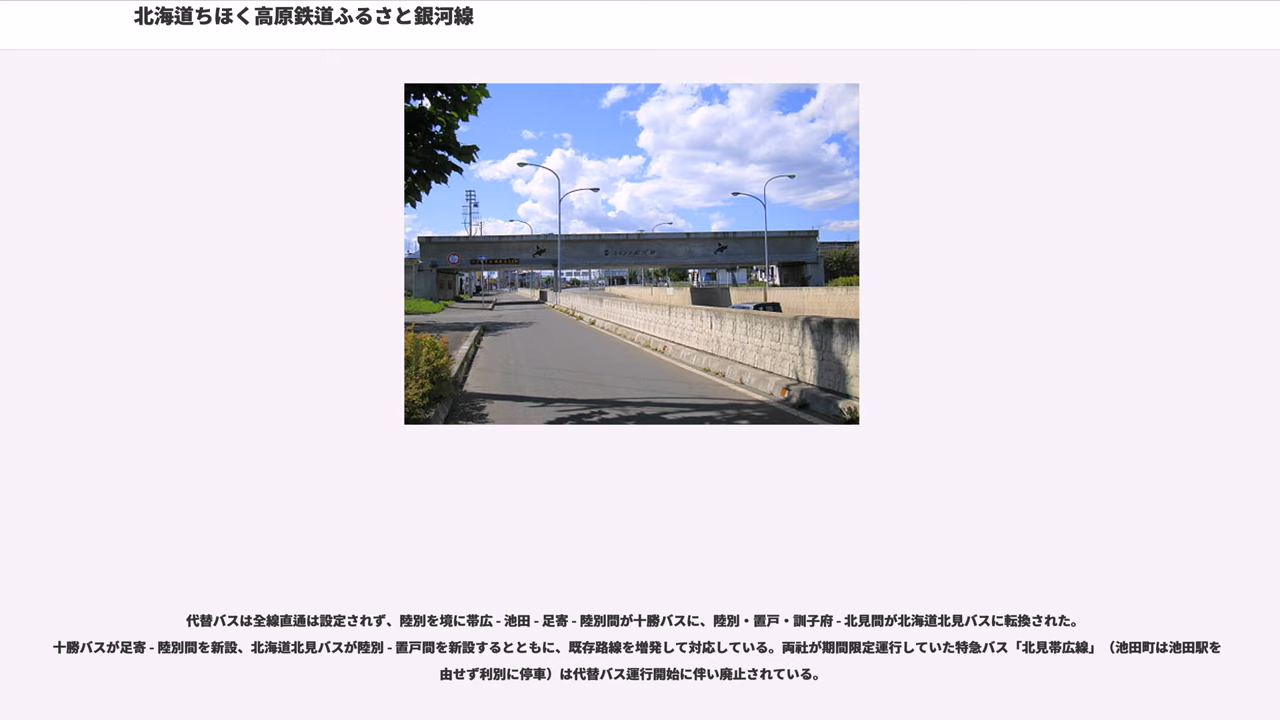 北海道ちほく高原鉄道ふるさと銀河線
代替バスは全線直通は設定されず、陸別を境に帯広 - 池田 - 足寄 - 陸別間が十勝バスに、陸別・置戸・訓子府 - 北見間が北海道北見バスに転換された。
十勝バスが足寄 - 陸別間を新設、北海道北見バスが陸別 - 置戸間を新設するとともに、既存路線を増発して対応している。両社が期間限定運行していた特急バス「北見帯広線」（池田町は池田駅を
由せず利別に停車）は代替バス運行開始に伴い廃止されている。